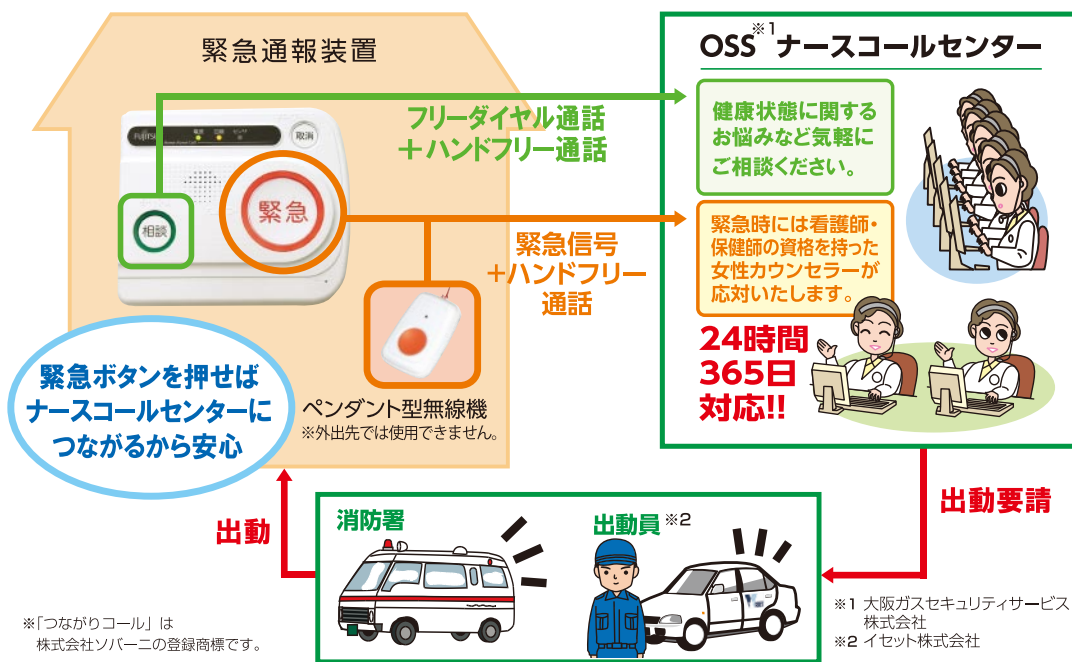 緊急通報装置
FUJITSU
電源
取消
相談
緊急
フリーダイヤル通話
＋ハンドフリー通話
緊急信号
＋ハンドフリー
通話
ペンダント型無線機
※外出先では使用できません。
緊急ボタンを押せば
ナースコールセンターに
つながるから安心
OSS※1ナースコールセンター
健康状態に関する
お悩みなど気軽に
ご相談ください。
緊急時には看護師・
保健師の資格を持った
女性カウンセラーが
応対いたします。
24時間
365日
対応!!
出動要請
消防署
出動員※2
出動
※「つながりコール」は
株式会社ソバーニの登録商標です。
※1 大阪ガスセキュリティサービス
株式会社
※2 イセット株式会社